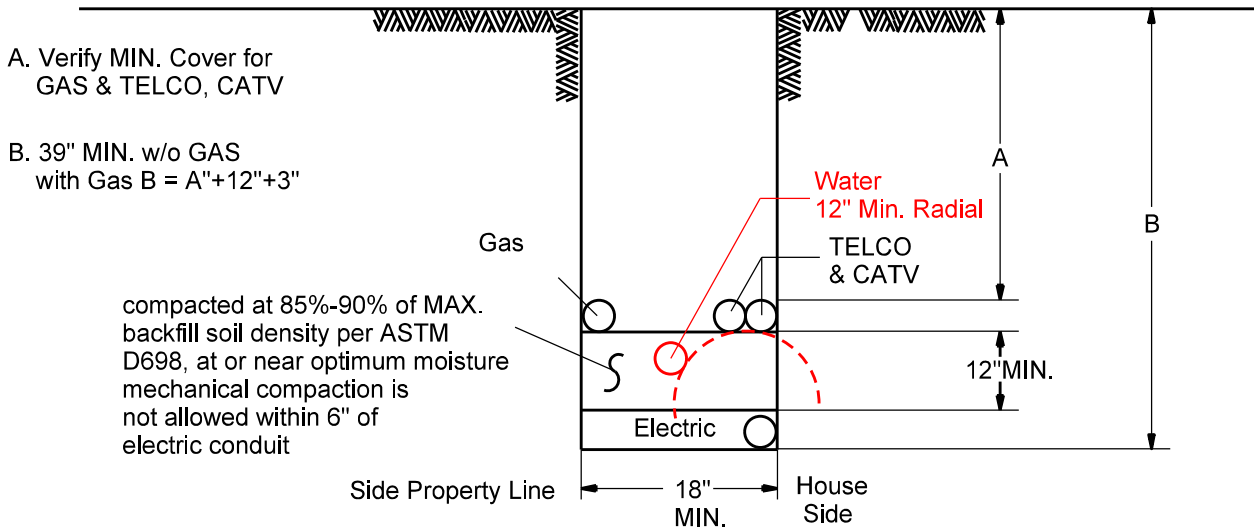 A. Verify MIN. Cover for
GAS & TELCO, CATV
B. 39" MIN. w/o GAS
with Gas B = A"+12"+3"
Gas
compacted at 85%-90% of MAX.
backfill soil density per ASTM
D698, at or near optimum moisture
mechanical compaction is
not allowed within 6" of
electric conduit
Water
12" Min. Radial
TELCO
& CATV
A
B
12"MIN.
Electric
Side Property Line
18"
MIN.
House
Side